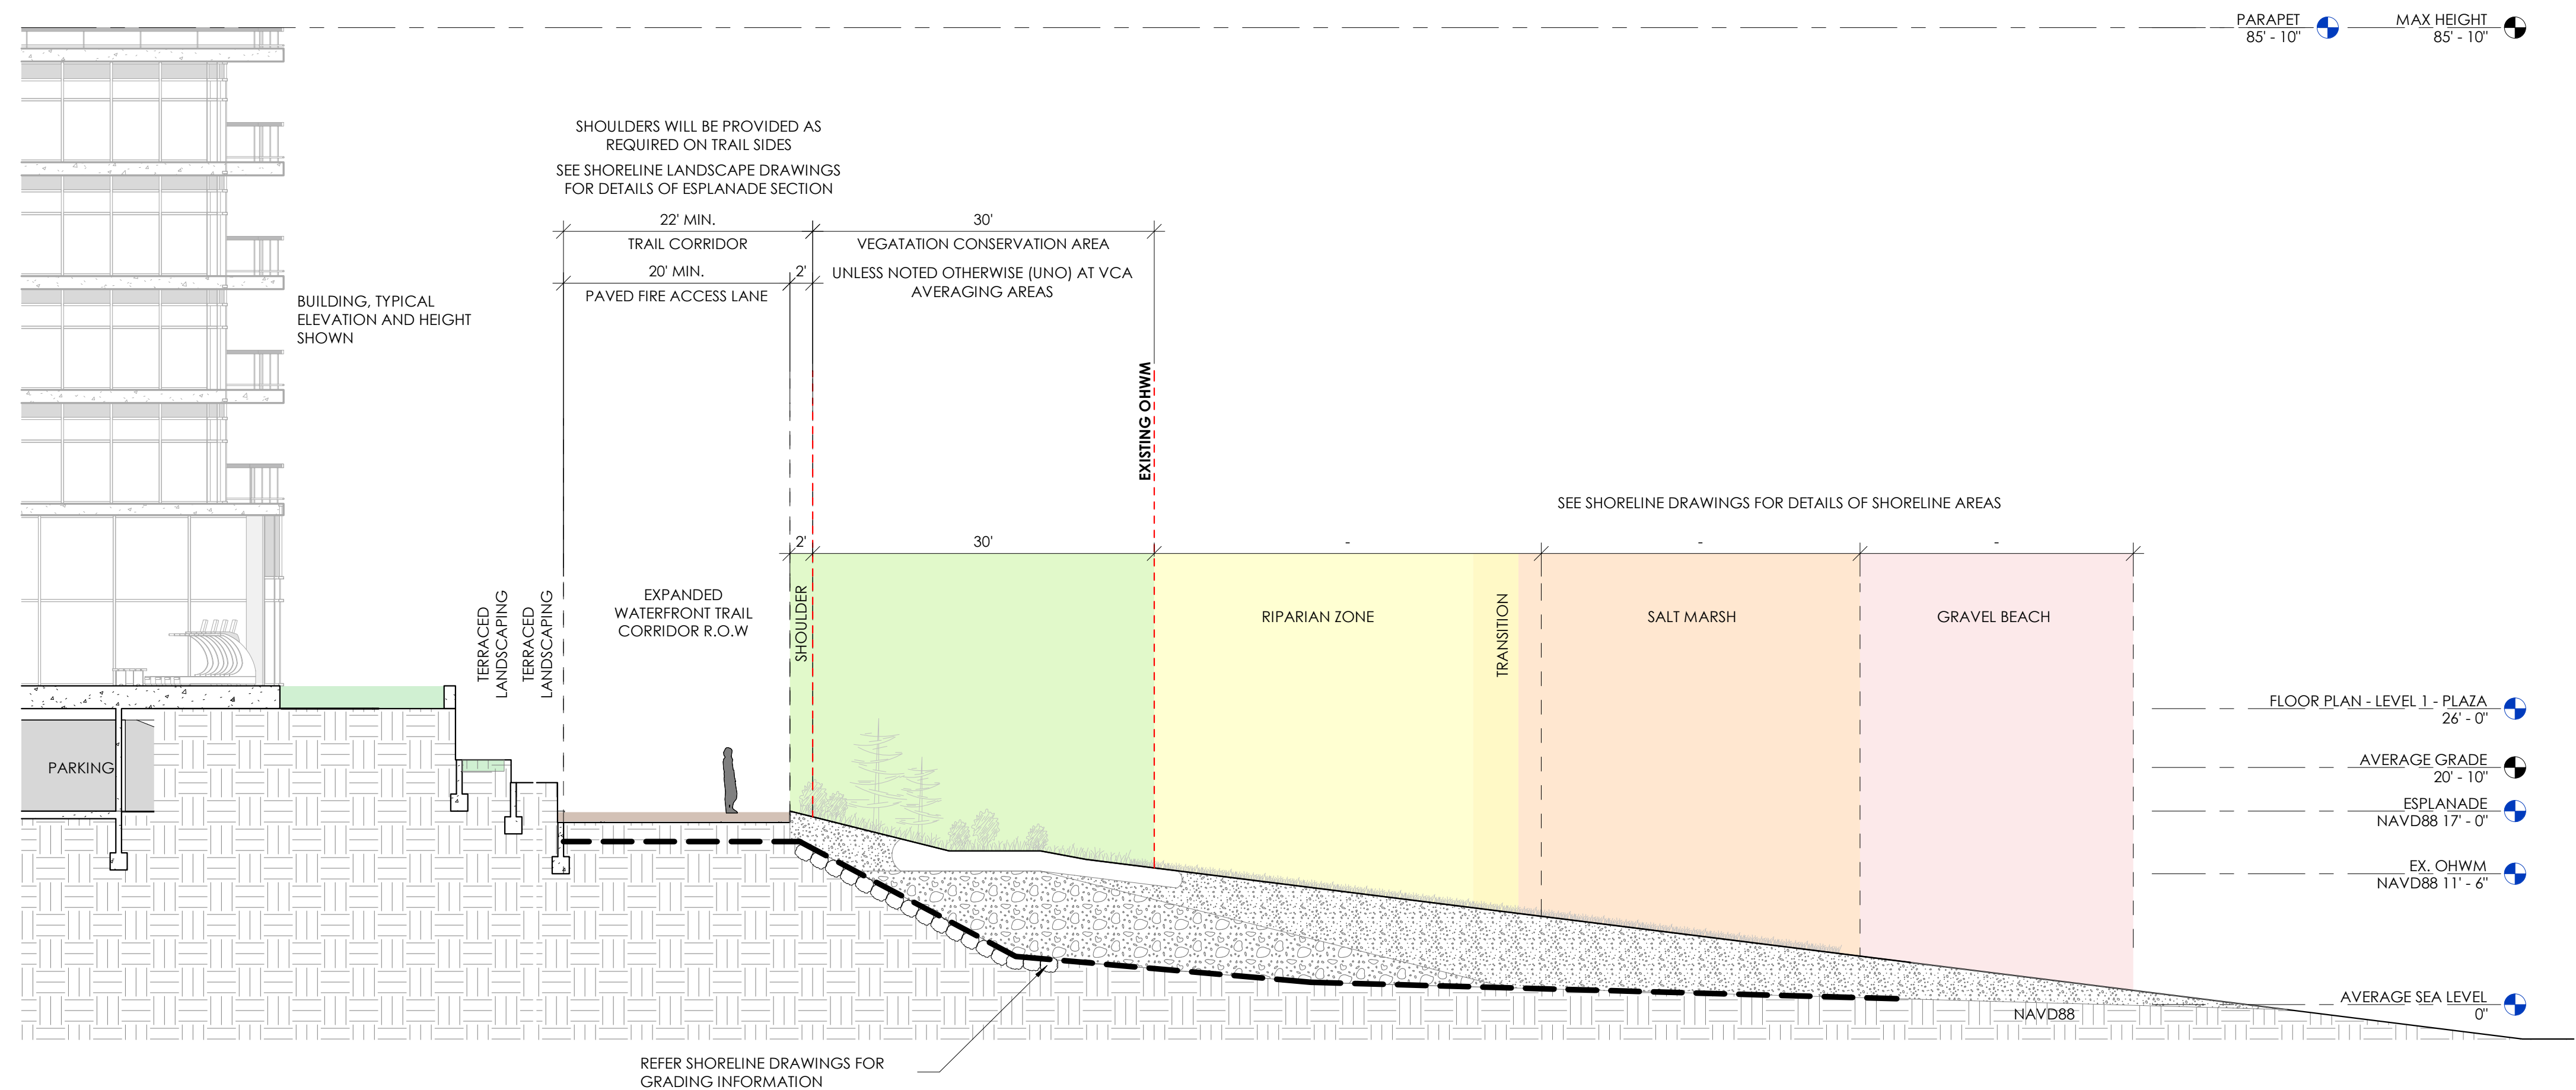 PARAPET
85' - 10"
MAX HEIGHT
85' - 10"
SHOULDERS WILL BE PROVIDED AS
REQUIRED ON TRAIL SIDES
SEE SHORELINE LANDSCAPE DRAWINGS
FOR DETAILS OF ESPLANADE SECTION
22' MIN.
30'
TRAIL CORRIDOR
VEGATATION CONSERVATION AREA
20' MIN.
2'
UNLESS NOTED OTHERWISE (UNO) AT VCA
AVERAGING AREAS
PAVED FIRE ACCESS LANE
BUILDING, TYPICAL
ELEVATION AND HEIGHT
SHOWN
EXISTING OHWM
SEE SHORELINE DRAWINGS FOR DETAILS OF SHORELINE AREAS
2'
30'
-
-
-
TERRACED
LANDSCAPING
TERRACED
LANDSCAPING
EXPANDED
WATERFRONT TRAIL
CORRIDOR R.O.W
SHOULDER
RIPARIAN ZONE
TRANSITION
SALT MARSH
GRAVEL BEACH
PARKING
FLOOR PLAN - LEVEL 1 - PLAZA
26' - 0"
AVERAGE GRADE
20' - 10"
ESPLANADE
NAVD88 17' - 0"
EX. OHWM
NAVD88 11' - 6"
AVERAGE SEA LEVEL
0"
NAVD88
REFER SHORELINE DRAWINGS FOR
GRADING INFORMATION